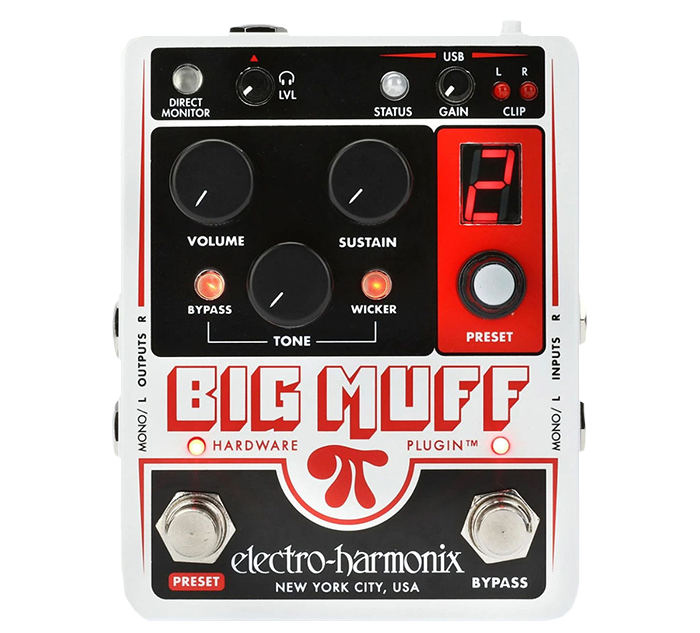 USB
L R
DIRECT
MONITOR
LVL
STATUS
GAIN
CLIP
2
VOLUME
SUSTAIN
BYPASS
WICKER
TONE
PRESET
MONO/ L OUTPUTS R
MONO/ L INPUTS R
BIG MUFF
HARDWARE PLUGIN™
π
electro-harmonix
PRESET
NEW YORK CITY, USA
BYPASS